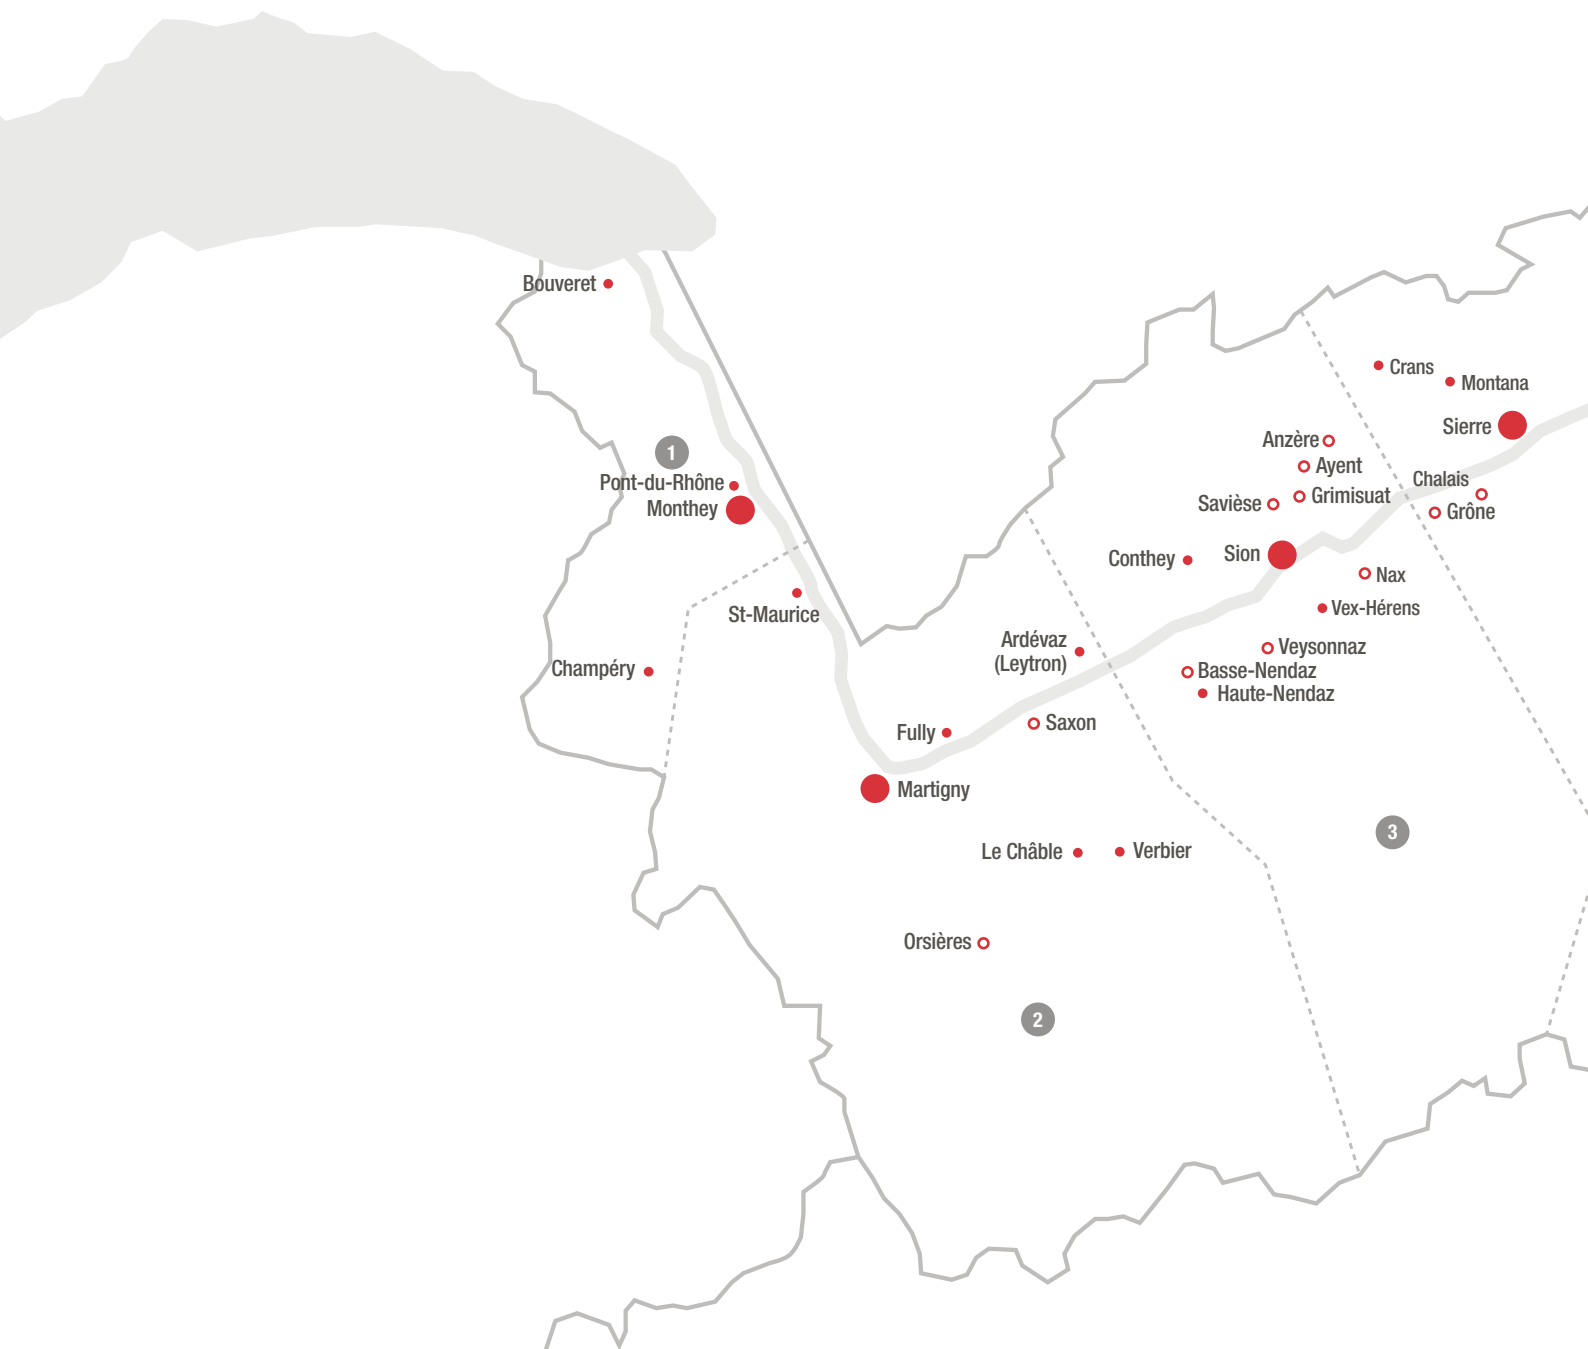 Bouveret
Crans
Montana
Sierre
Anzère
1
Ayent
Chalais
Pont-du-Rhône
Savièse
Grimisuat
Monthey
Grône
Conthey
Sion
Nax
St-Maurice
Vex-Hérens
Ardévaz
(Leytron)
Veysonnaz
Champéry
Basse-Nendaz
Haute-Nendaz
Fully
Saxon
Martigny
3
Le Châble
Verbier
Orsières
2